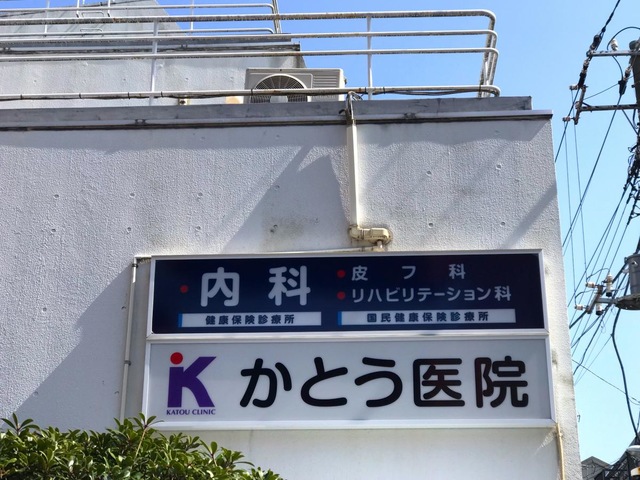 内科
皮フ科
リハビリテーション科
健康保険診療所
国民健康保険診療所
K
KATOU CLINIC
かとう医院